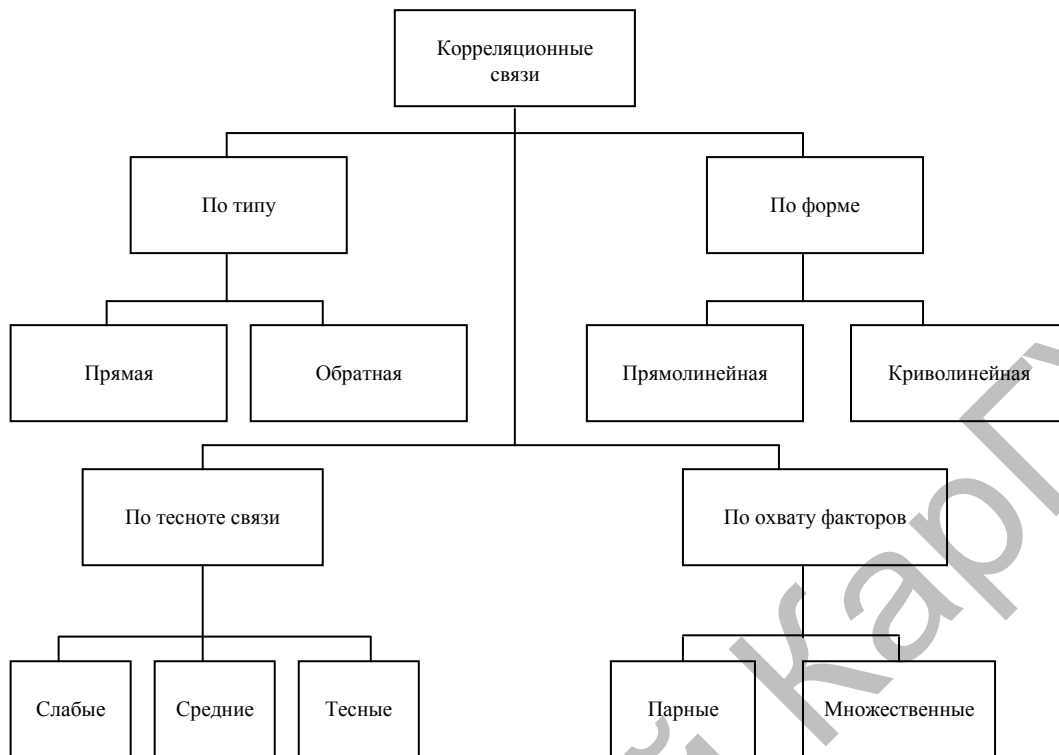 Корреляционные
связи
По типу
По форме
Прямая
Обратная
Прямолинейная
Криволинейная
По тесноте связи
По охвату факторов
Слабые
Средние
Тесные
Парные
Множественные